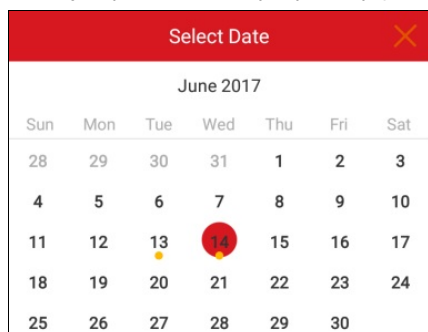 Select Date
June 2017
Sun Mon Tue Wed Thu Fri Sat
28 29 30 31 1 2 3
4 5 6 7 8 9 10
11 12 13 14 15 16 17
18 19 20 21 22 23 24
25 26 27 28 29 30